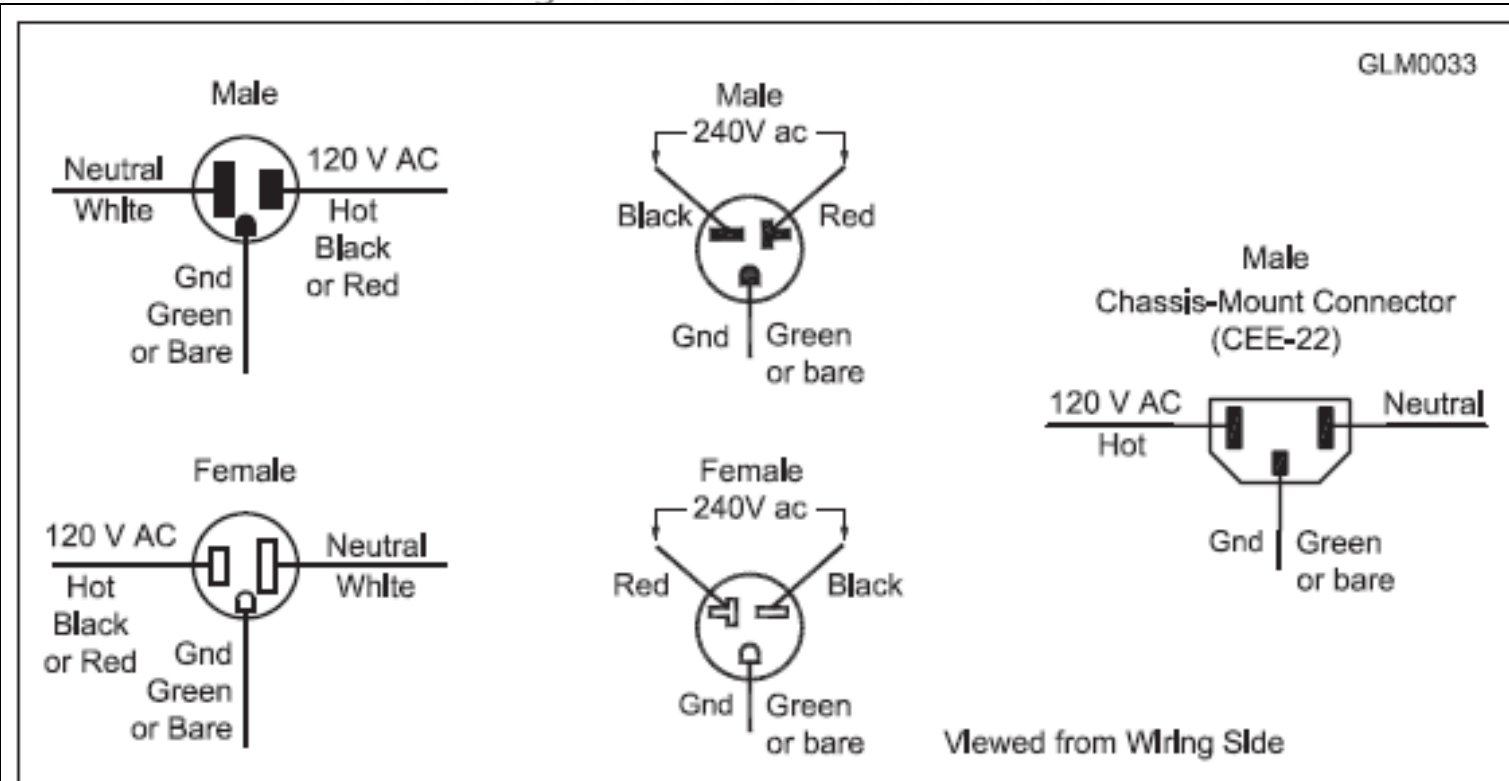 GLM0033
Male
Neutral
White
120 V AC
Hot
Black
or Red
Gnd
Green
or Bare
Male
240V ac
Black
Red
Gnd
Green
or bare
Male
Chassis-Mount Connector
(CEE-22)
120 V AC
Hot
Neutral
Gnd
Green
or bare
Female
120 V AC
Hot
Black
or Red
Neutral
White
Gnd
Green
or Bare
Female
240V ac
Red
Black
Gnd
Green
or bare
Viewed from Wiring Side